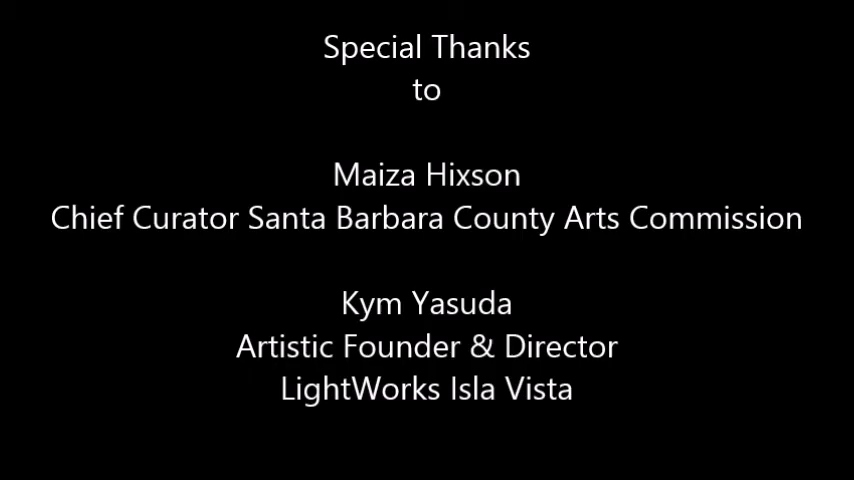 Special Thanks
to
Maiza Hixson
Chief Curator Santa Barbara County Arts Commission
Kym Yasuda
Artistic Founder & Director
LightWorks Isla Vista